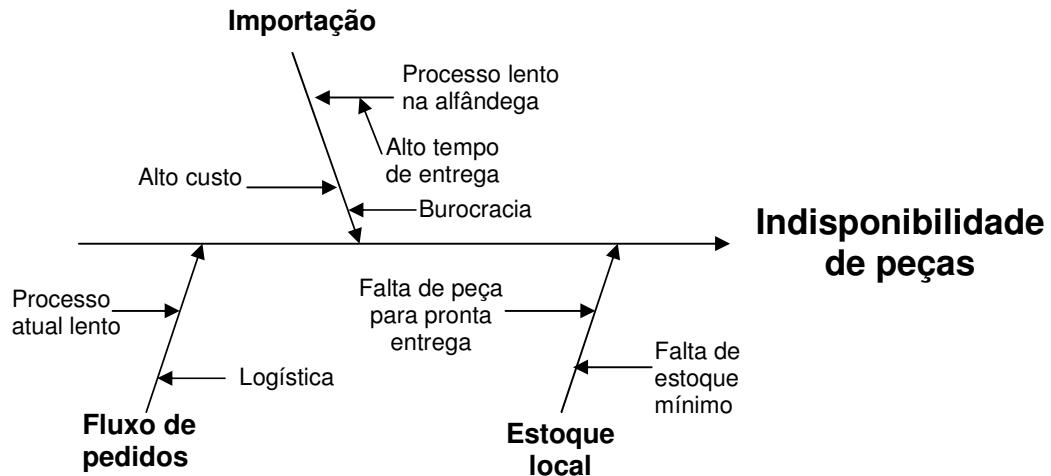 Importação
Processo lento
na alfândega
Alto tempo
de entrega
Alto custo
Burocracia
Indisponibilidade
de peças
Processo
atual lento
Logística
Fluxo de
pedidos
Falta de peça
para pronta
entrega
Falta de
estoque
mínimo
Estoque
local